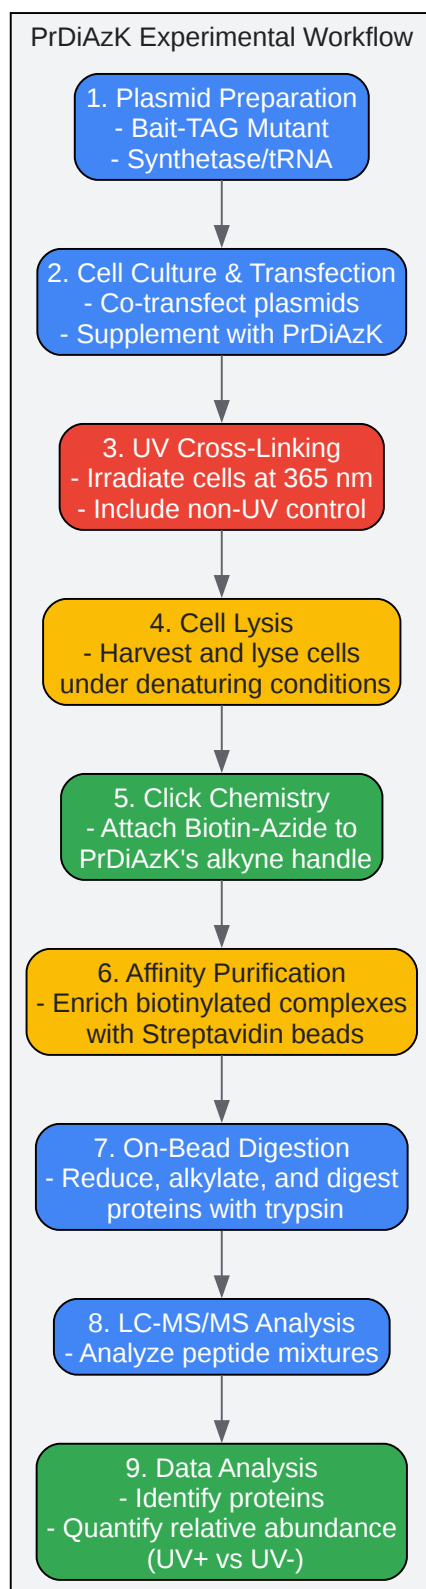 PrDiAzK Experimental Workflow
1. Plasmid Preparation
- Bait-TAG Mutant
- Synthetase/tRNA
2. Cell Culture & Transfection
- Co-transfect plasmids
- Supplement with PrDiAzK
3. UV Cross-Linking
- Irradiate cells at 365 nm
- Include non-UV control
4. Cell Lysis
- Harvest and lyse cells
under denaturing conditions
5. Click Chemistry
- Attach Biotin-Azide to
PrDiAzK's alkyne handle
6. Affinity Purification
- Enrich biotinylated complexes
with Streptavidin beads
7. On-Bead Digestion
- Reduce, alkylate, and digest
proteins with trypsin
8. LC-MS/MS Analysis
- Analyze peptide mixtures
9. Data Analysis
- Identify proteins
- Quantify relative abundance
(UV+ vs UV-)